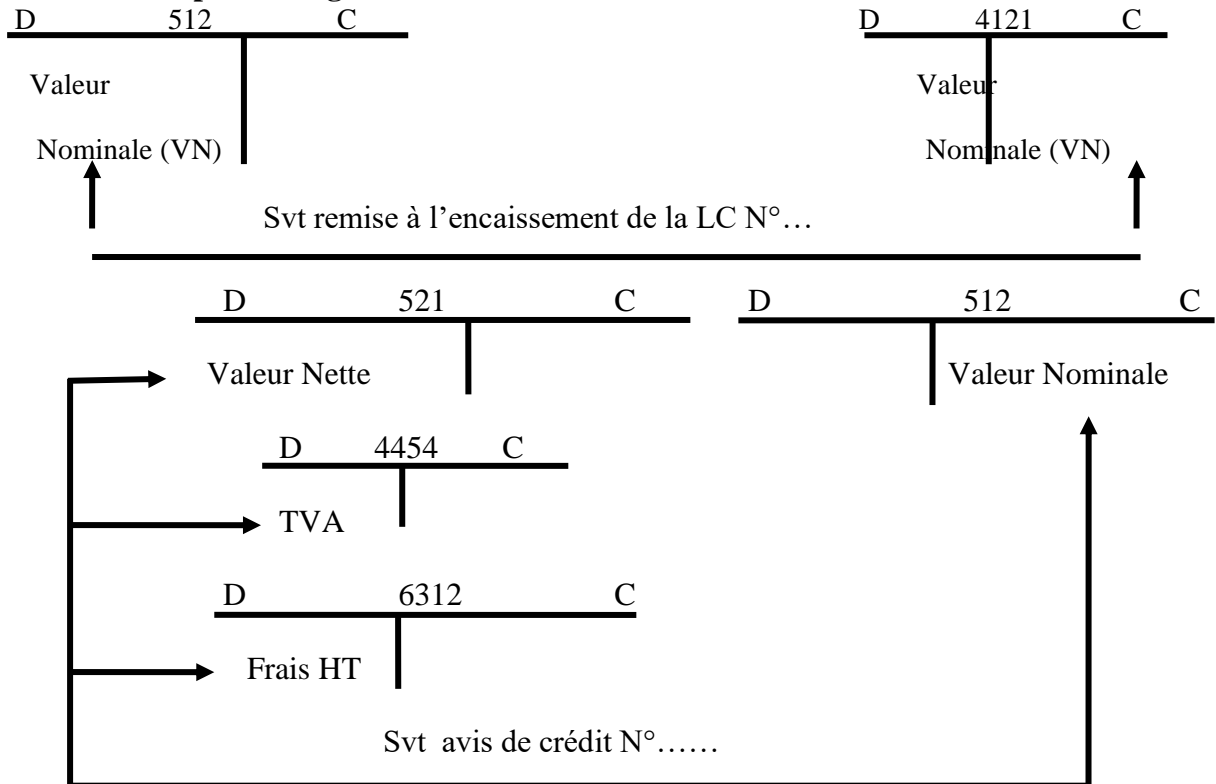 D 512 C
D 4121 C
Valeur
Nominale (VN)
Valeur
Nominale (VN)
Svt remise à l’encaissement de la LC N°…
D 521 C
D 512 C
Valeur Nette
Valeur Nominale
D 4454 C
TVA
D 6312 C
Frais HT
Svt avis de crédit N°……